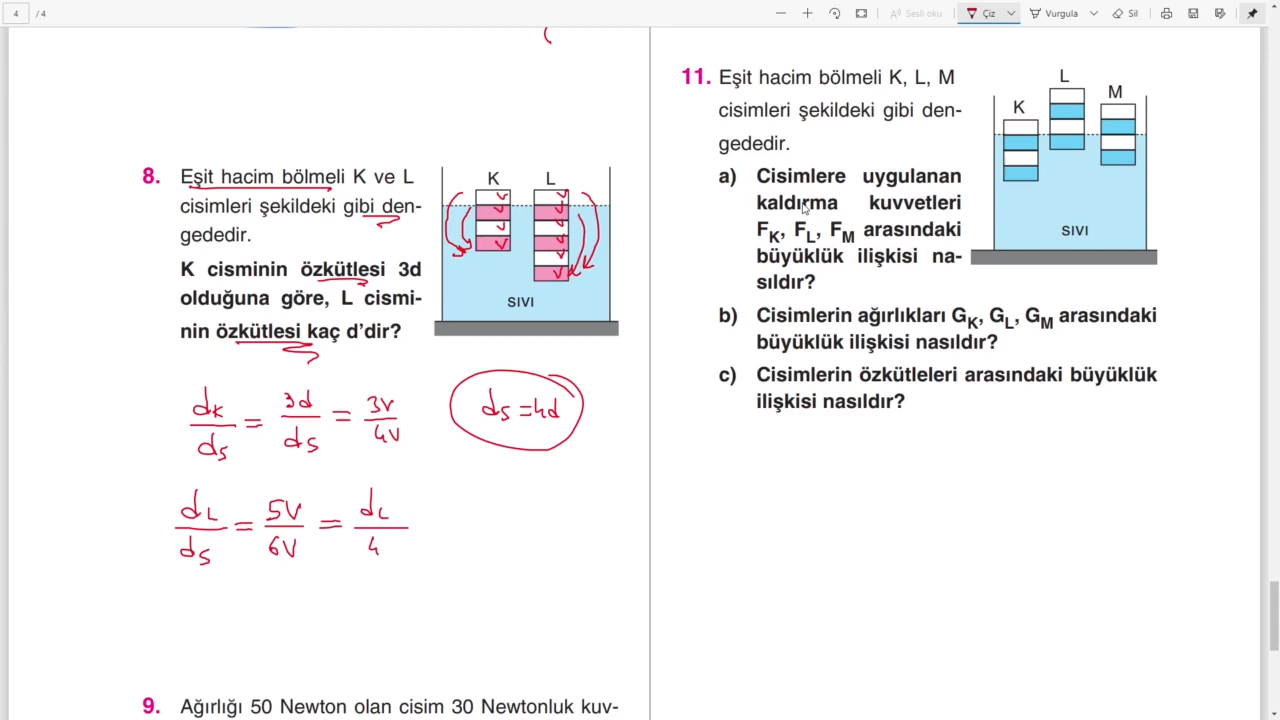 4 / 4
Sesli oku
Çiz
Vurgula
Sil
8. Eşit hacim bölmeli K ve L
cisimleri şekildeki gibi den-
gededir.
K cisminin özkütlesi 3d
olduğuna göre, L cismi-
nin özkütlesi kaç d'dir?
K L
SIVI
dK/dS = 3d/dS = 3V/4V
dS = 4d
dL/dS = 5V/6V = dL/4
9. Ağırlığı 50 Newton olan cisim 30 Newtonluk kuv-
11. Eşit hacim bölmeli K, L, M
cisimleri şekildeki gibi den-
gededir.
a) Cisimlere uygulanan
kaldırma kuvvetleri
FK, FL, FM arasındaki
büyüklük ilişkisi na-
sıldır?
K L M
SIVI
b) Cisimlerin ağırlıkları GK, GL, GM arasındaki
büyüklük ilişkisi nasıldır?
c) Cisimlerin özkütleleri arasındaki büyüklük
ilişkisi nasıldır?